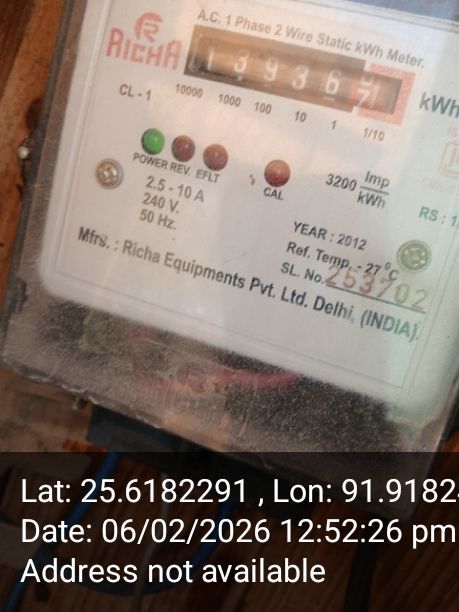 A.C. 1 Phase 2 Wire Static kWh Meter.
RICHA
1 3 9 3 6
kWh
CL - 1
10000 1000 100 10 1 1/10
POWER REV. EFLT
CAL
3200 Imp
kWh
2.5 - 10 A
240 V.
50 Hz.
RS : 1
YEAR : 2012
Ref. Temp. - 27 °C
SL. No. 253702
Mfrs. : Richa Equipments Pvt. Ltd. Delhi, (INDIA).
Lat: 25.6182291 , Lon: 91.9182
Date: 06/02/2026 12:52:26 pm
Address not available